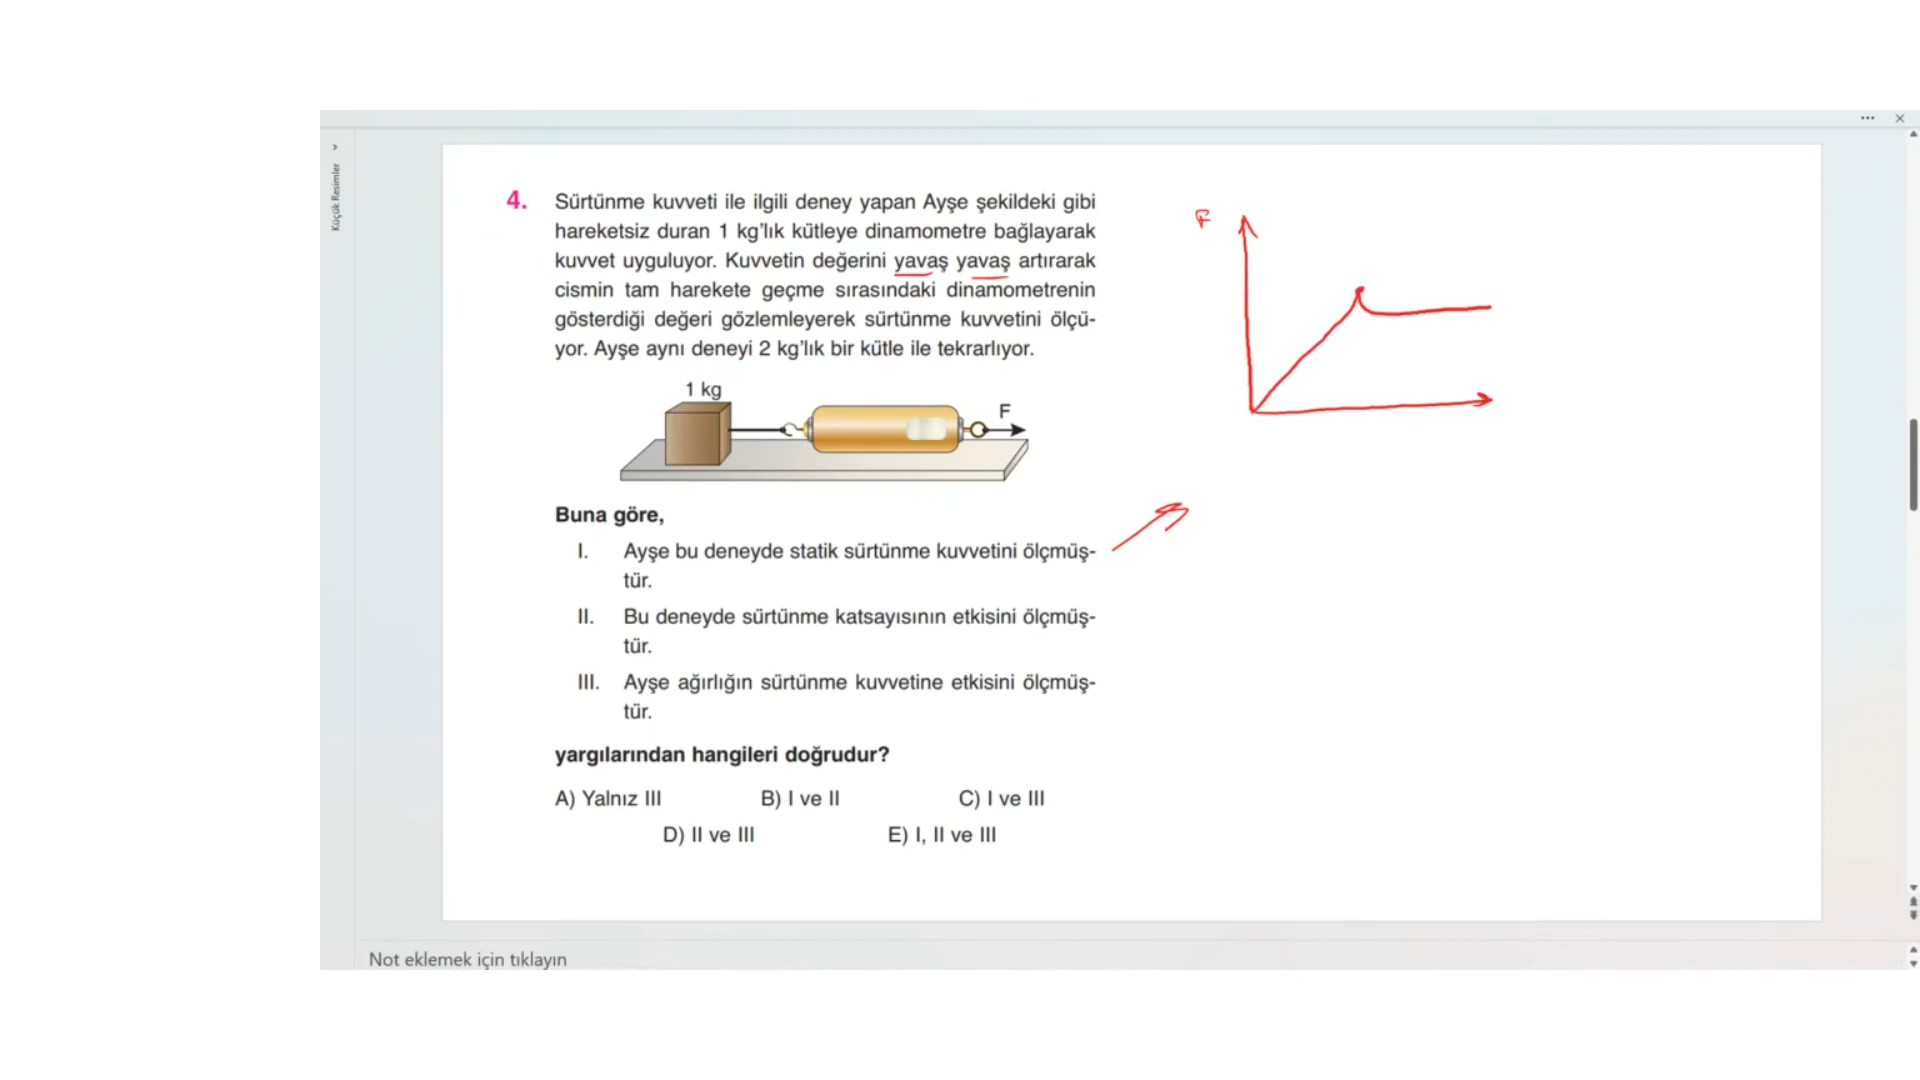 Küçük Resimler
4. Sürtünme kuvveti ile ilgili deney yapan Ayşe şekildeki gibi
hareketsiz duran 1 kg'lık kütleye dinamometre bağlayarak
kuvvet uyguluyor. Kuvvetin değerini yavaş yavaş artırarak
cismin tam harekete geçme sırasındaki dinamometrenin
gösterdiği değeri gözlemleyerek sürtünme kuvvetini ölçü-
yor. Ayşe aynı deneyi 2 kg'lık bir kütle ile tekrarlıyor.
1 kg
F
Buna göre,
I. Ayşe bu deneyde statik sürtünme kuvvetini ölçmüş-
tür.
II. Bu deneyde sürtünme katsayısının etkisini ölçmüş-
tür.
III. Ayşe ağırlığın sürtünme kuvvetine etkisini ölçmüş-
tür.
yargılarından hangileri doğrudur?
A) Yalnız III B) I ve II C) I ve III
D) II ve III E) I, II ve III
F
Not eklemek için tıklayın